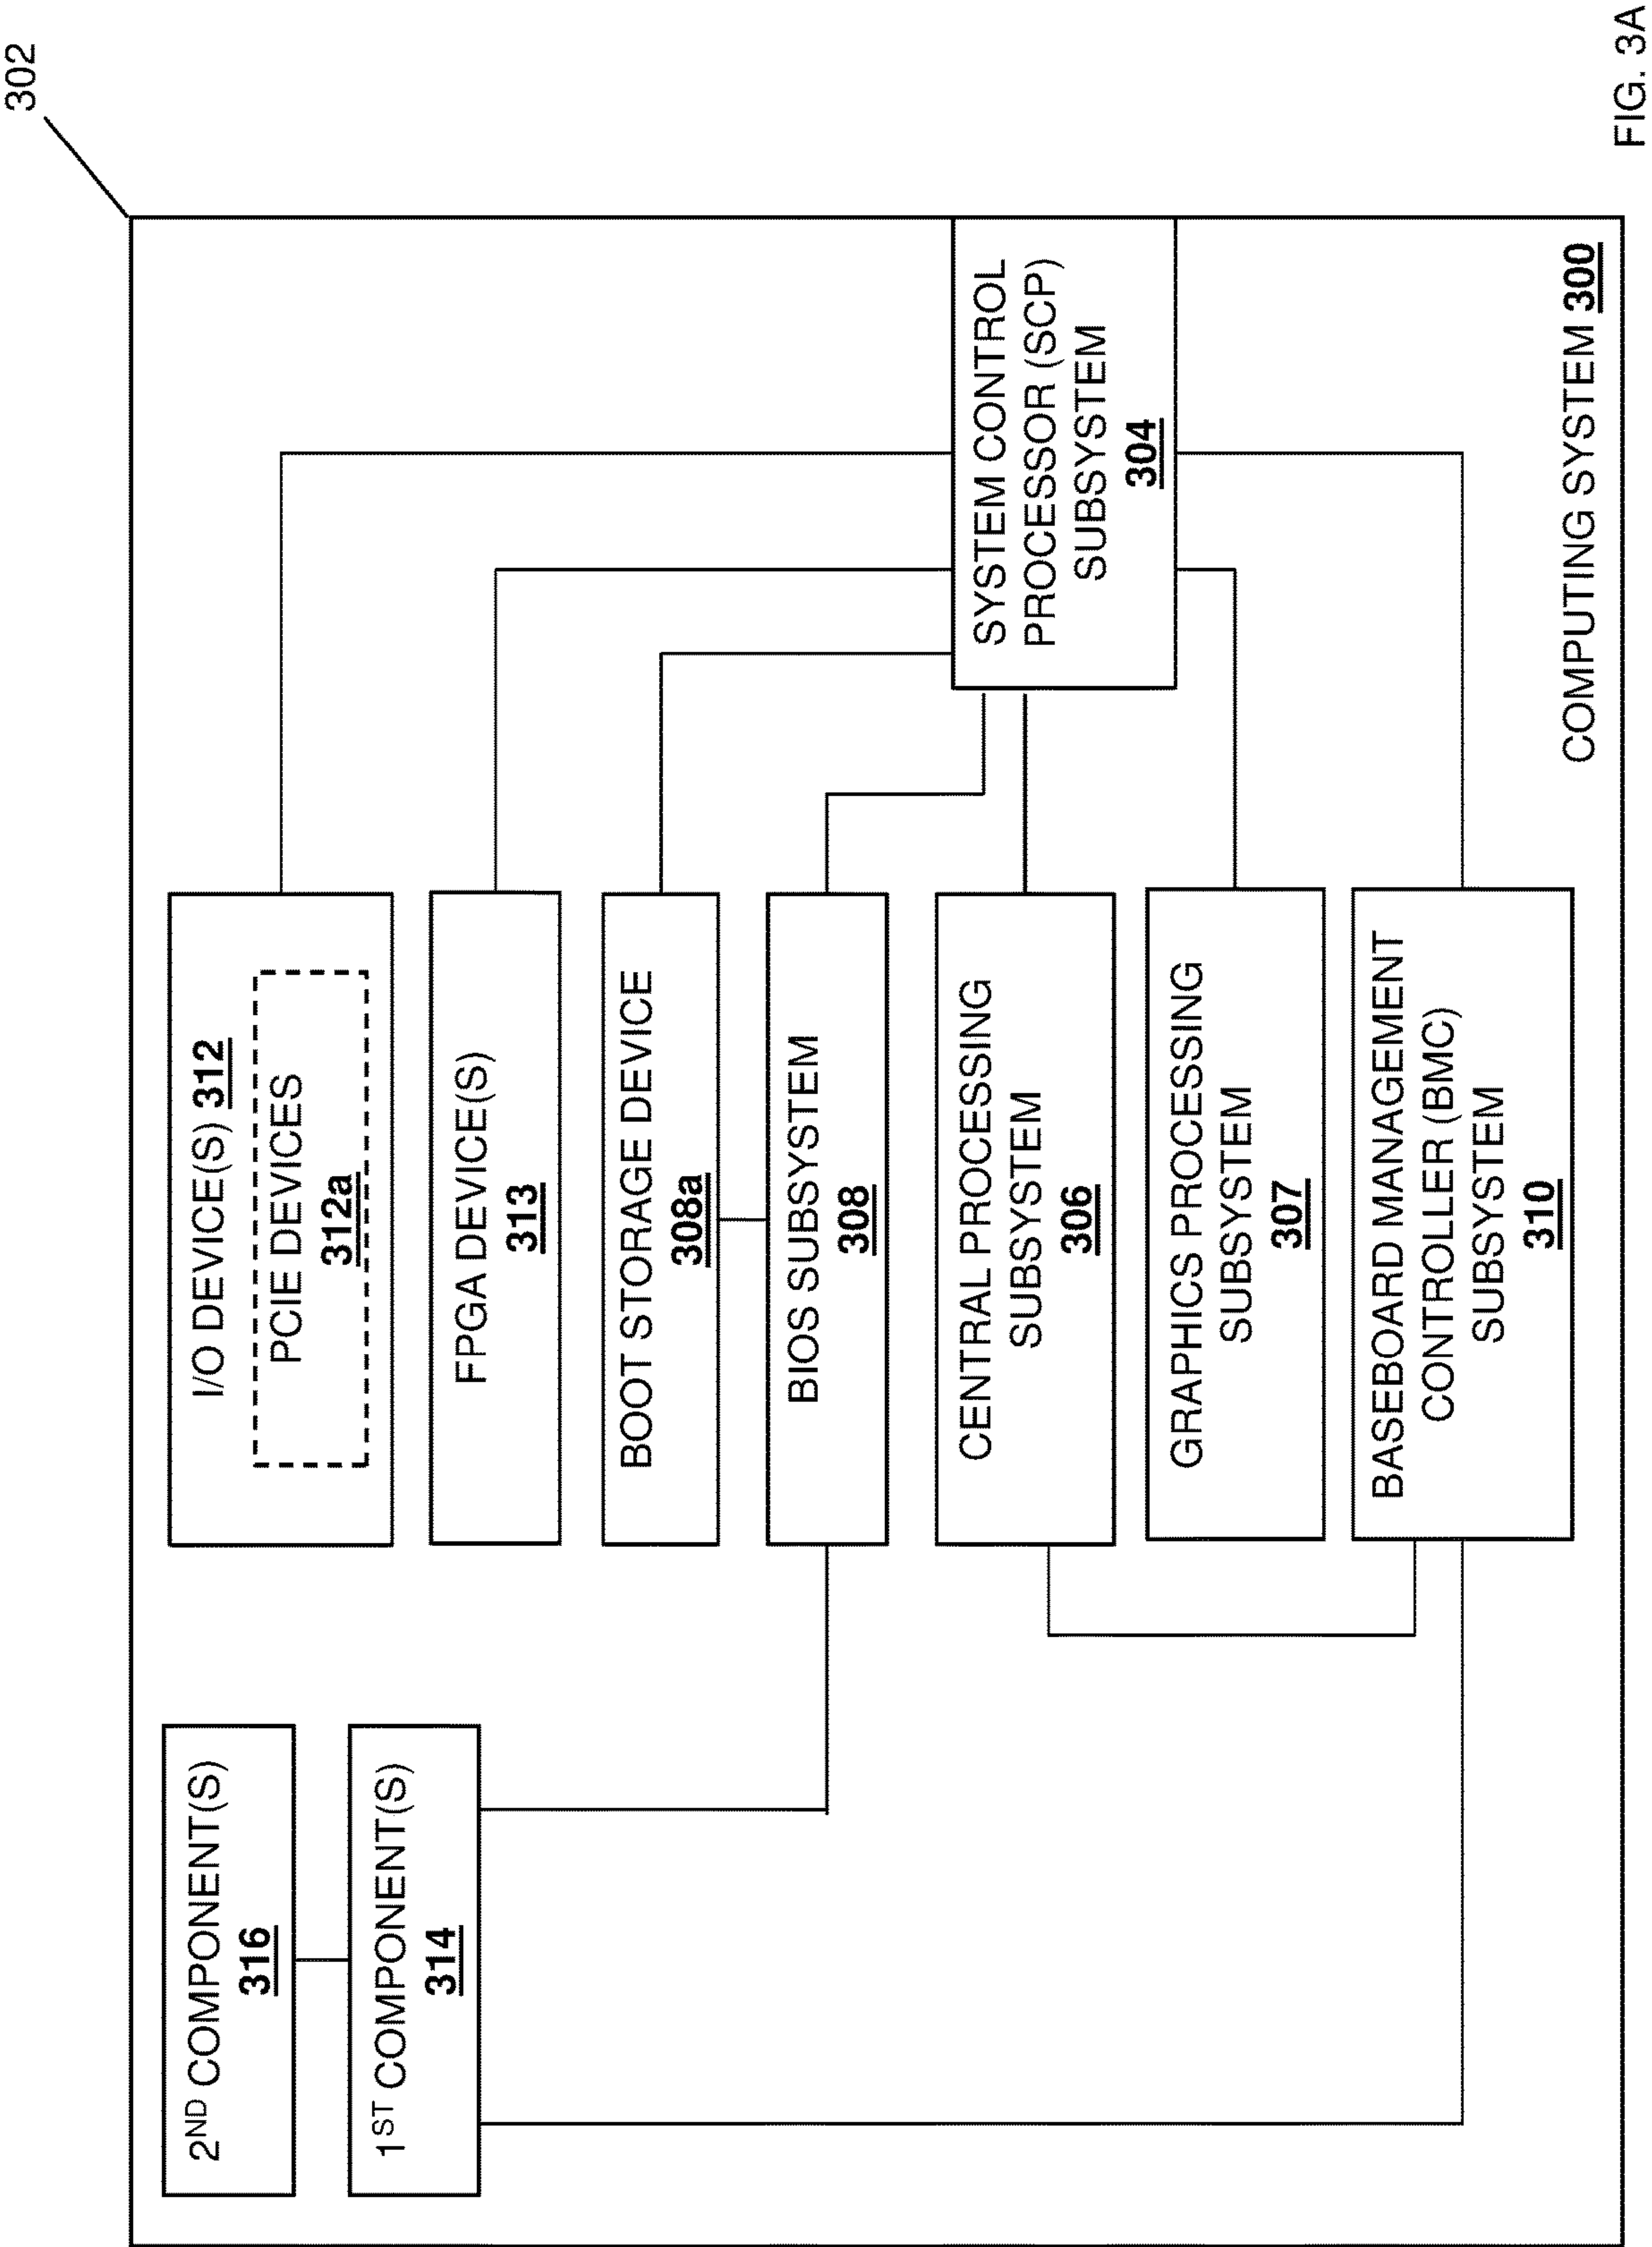 302
2ND COMPONENT(S)
316
1ST COMPONENT(S)
314
I/O DEVICE(S) 312
PCIE DEVICES
312a
FPGA DEVICE(S)
313
BOOT STORAGE DEVICE
308a
BIOS SUBSYSTEM
308
CENTRAL PROCESSING
SUBSYSTEM
306
GRAPHICS PROCESSING
SUBSYSTEM
307
BASEBOARD MANAGEMENT
CONTROLLER (BMC)
SUBSYSTEM
310
SYSTEM CONTROL
PROCESSOR (SCP)
SUBSYSTEM
304
COMPUTING SYSTEM 300
FIG. 3A